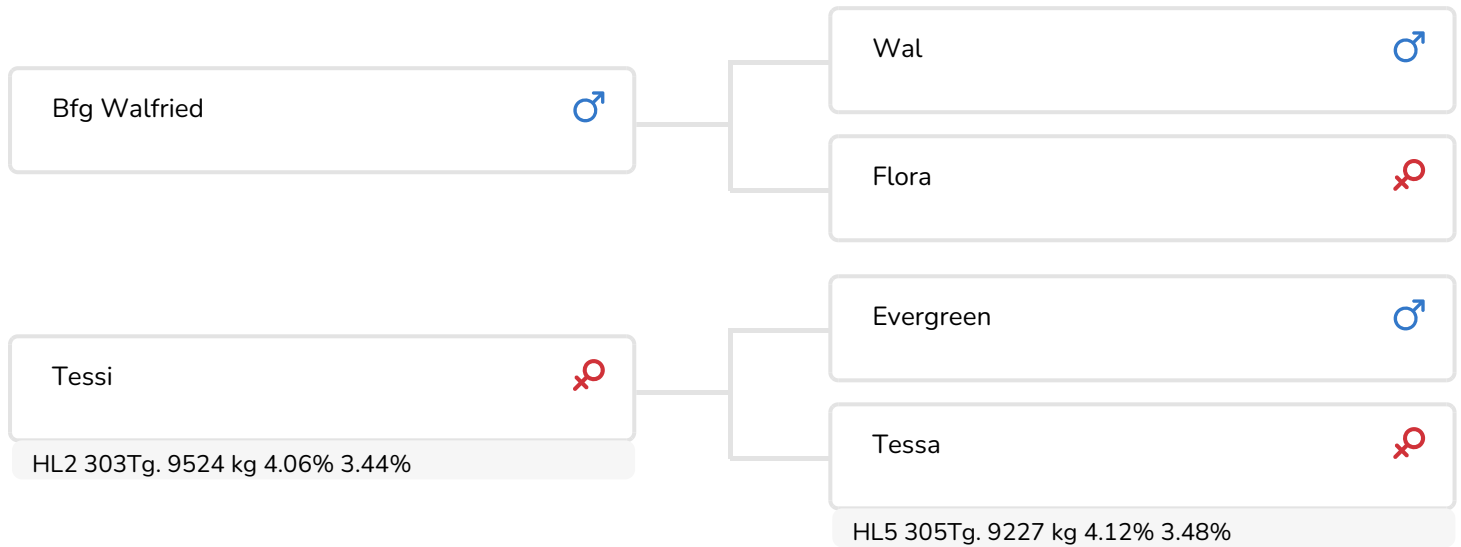 Wal
Bfg Walfried
Flora
Evergreen
Tessi
HL2 303Tg. 9524 kg 4.06% 3.44%
Tessa
HL5 305Tg. 9227 kg 4.12% 3.48%